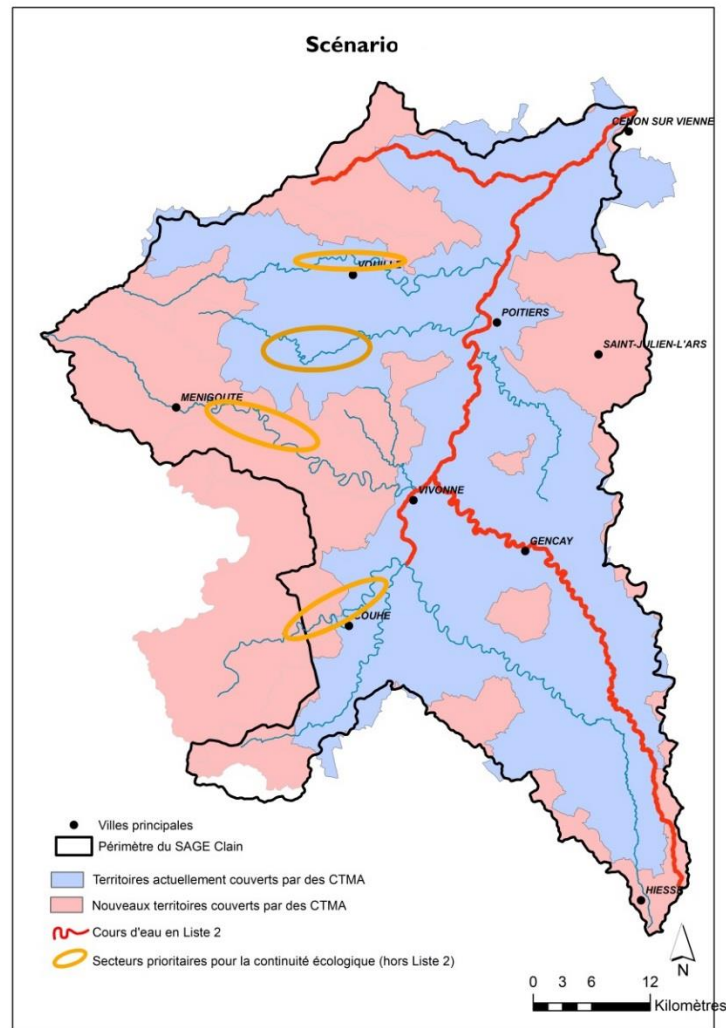 Scénario
CENON SUR VIENNE
VOUILLE
POITIERS
SAINT-JULIEN-L'ARS
MENIGOUTE
VIVONNE
GENCAY
COUHE
HIESSE
Villes principales
Périmètre du SAGE Clain
Territoires actuellement couverts par des CTMA
Nouveaux territoires couverts par des CTMA
Cours d'eau en Liste 2
Secteurs prioritaires pour la continuité écologique (hors Liste 2)
N
0 3 6 12
Kilomètres